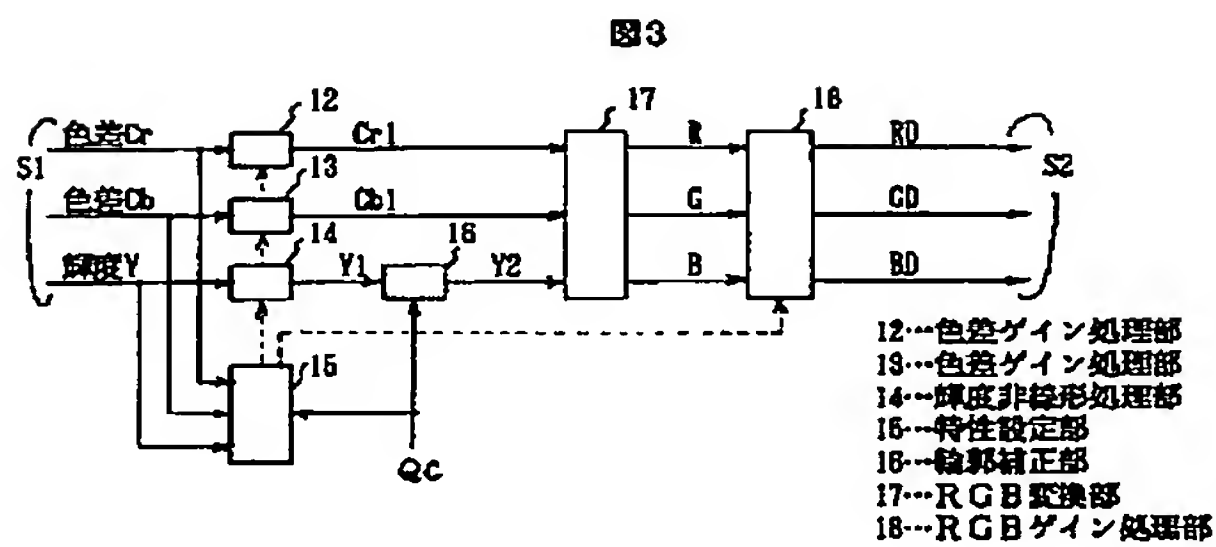 図3
12
17
18
色差Cr
Cr1
R
RD
S1
13
S2
色差Cb
Cb1
G
GD
14
16
輝度Y
Y1
Y2
B
BD
15
QC
12…色差ゲイン処理部
13…色差ゲイン処理部
14…輝度非線形処理部
15…特性設定部
16…輪郭補正部
17…RGB変換部
18…RGBゲイン処理部